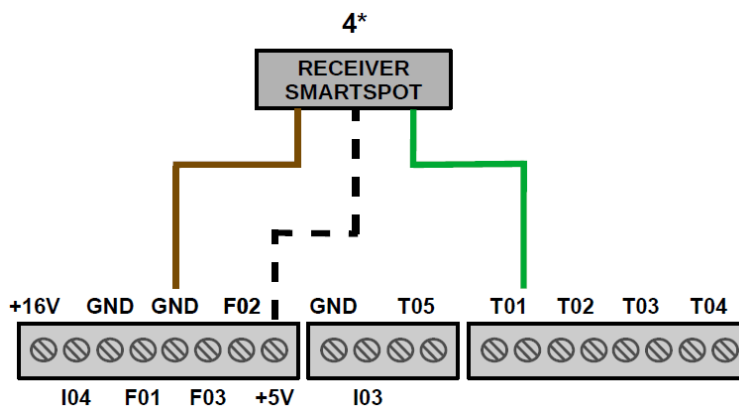 4*
RECEIVER
SMARTSPOT
+16V GND GND F02 GND T05 T01 T02 T03 T04
I04 F01 F03 +5V I03